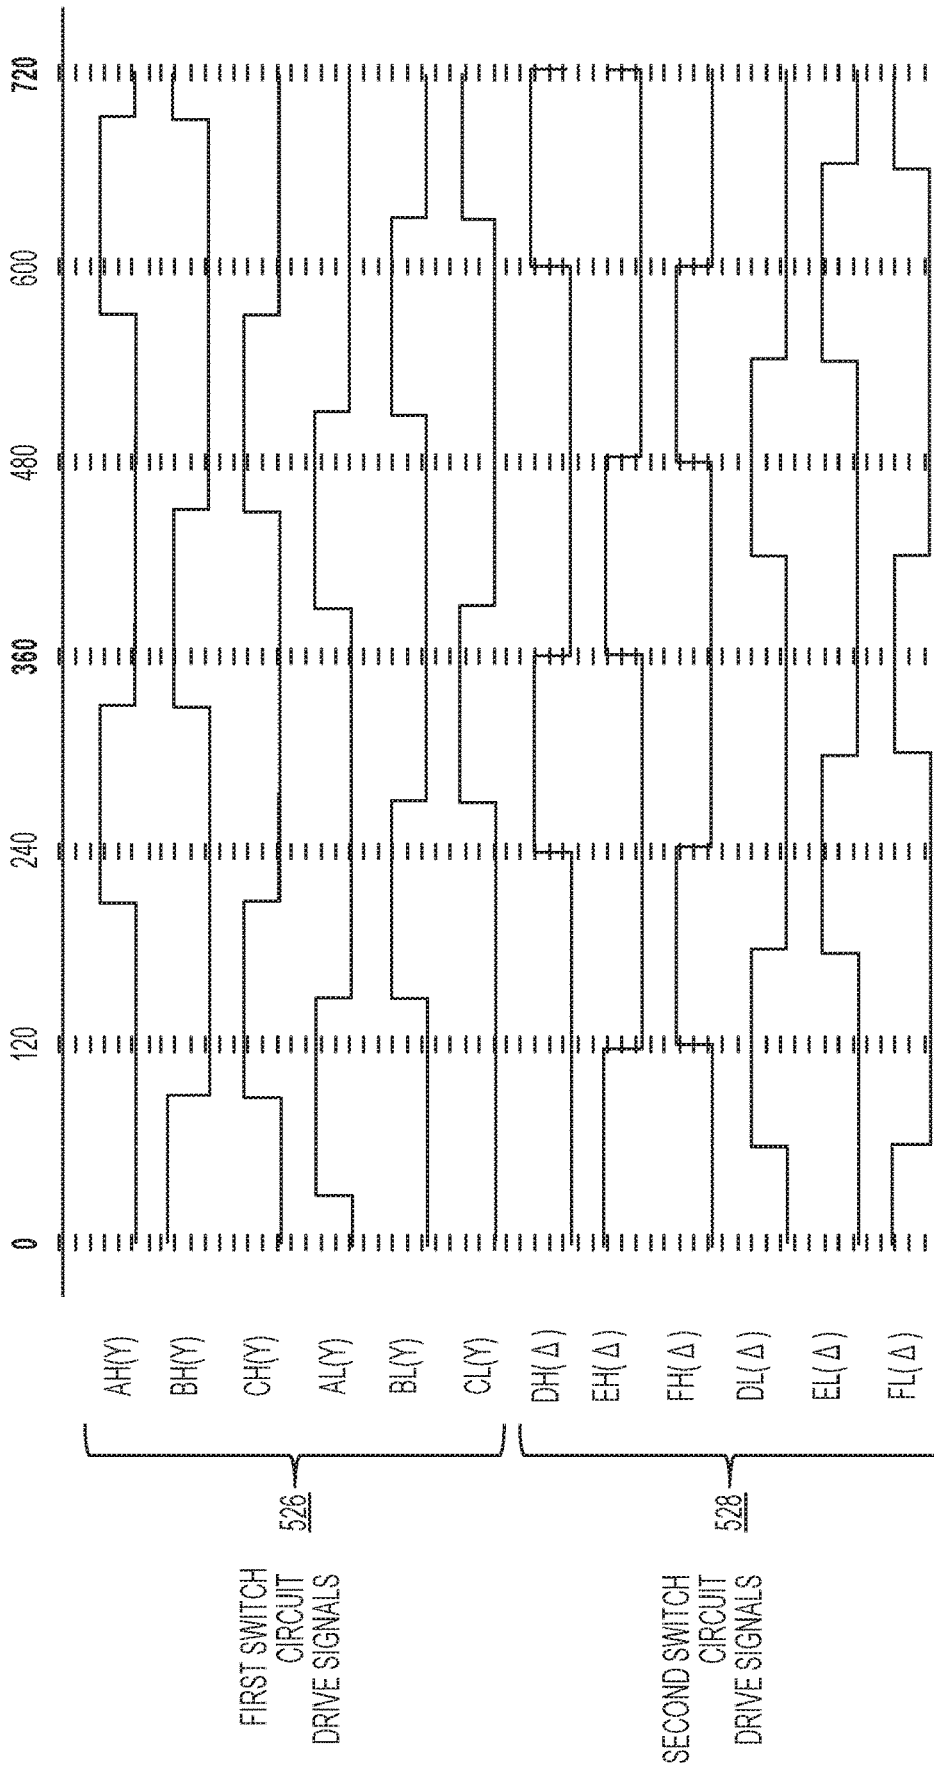 0 120 240 360 480 600 720
FIRST SWITCH
CIRCUIT
DRIVE SIGNALS
526
AH(Y)
BH(Y)
CH(Y)
AL(Y)
BL(Y)
CL(Y)
SECOND SWITCH
CIRCUIT
DRIVE SIGNALS
528
DH(Δ)
EH(Δ)
FH(Δ)
DL(Δ)
EL(Δ)
FL(Δ)